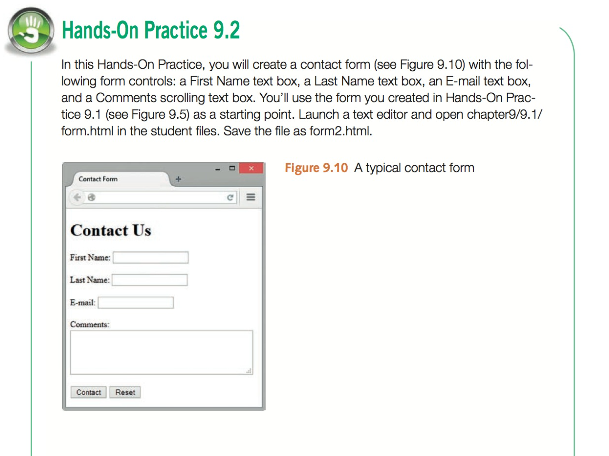 Hands-On Practice 9.2
In this Hands-On Practice, you will create a contact form (see Figure 9.10) with the fol-
lowing form controls: a First Name text box, a Last Name text box, an E-mail text box,
and a Comments scrolling text box. You’ll use the form you created in Hands-On Prac-
tice 9.1 (see Figure 9.5) as a starting point. Launch a text editor and open chapter9/9.1/
form.html in the student files. Save the file as form2.html.
Figure 9.10 A typical contact form
Contact Form
Contact Us
First Name:
Last Name:
E-mail:
Comments:
Contact Reset